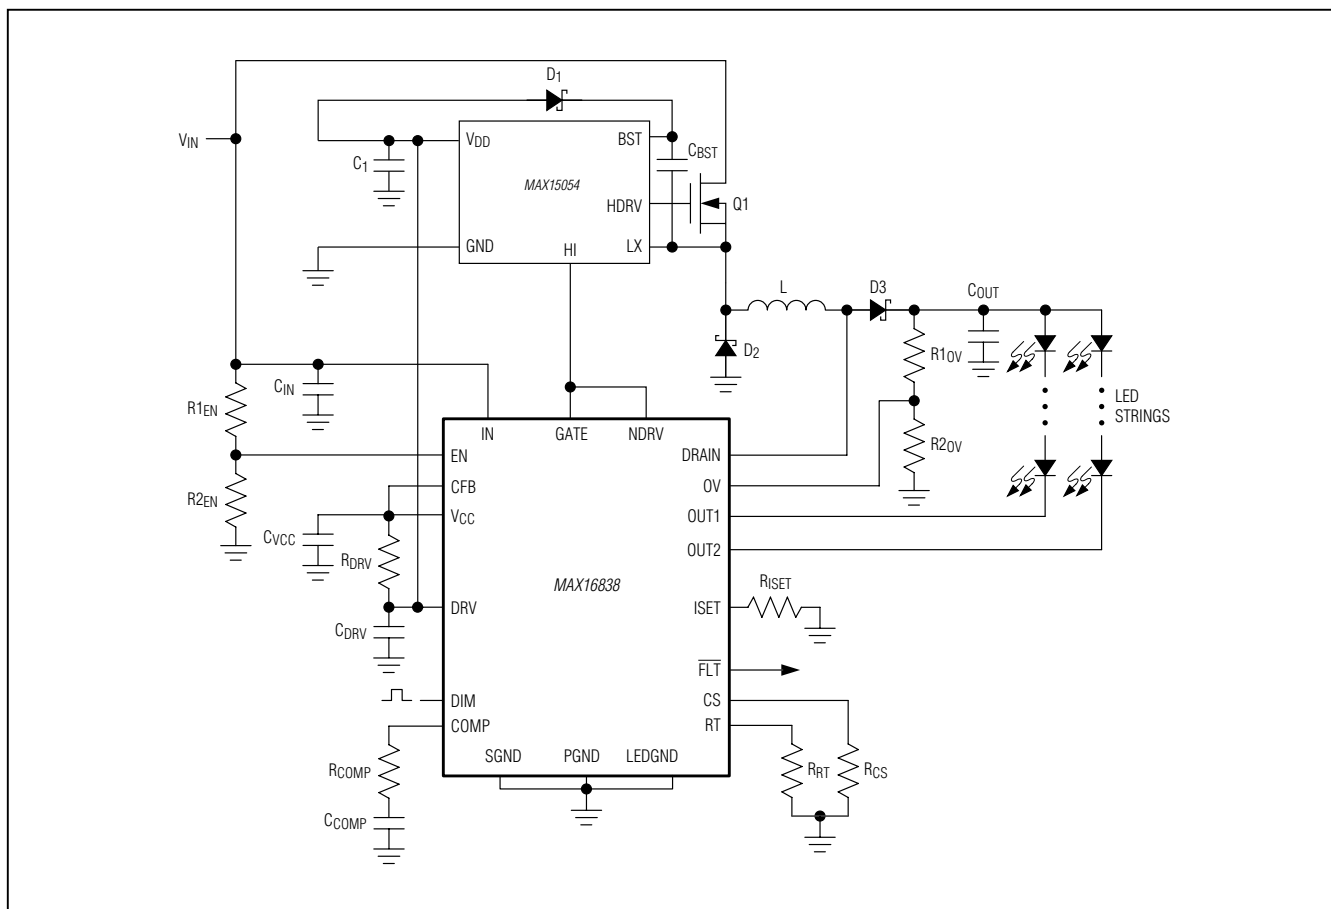 D1
VIN
VDD
BST
C1
CBST
MAX15054
HDRV
Q1
GND
HI
LX
L
D3
COUT
D2
R1OV
CIN
R1EN
LED
STRINGS
IN
GATE
NDRV
R2OV
EN
DRAIN
CFB
OV
R2EN
VCC
OUT1
CVCC
OUT2
RDRV
MAX16838
RISET
DRV
ISET
CDRV
FLT
DIM
CS
COMP
RT
SGND
PGND
LEDGND
RCOMP
RRT
RCS
CCOMP